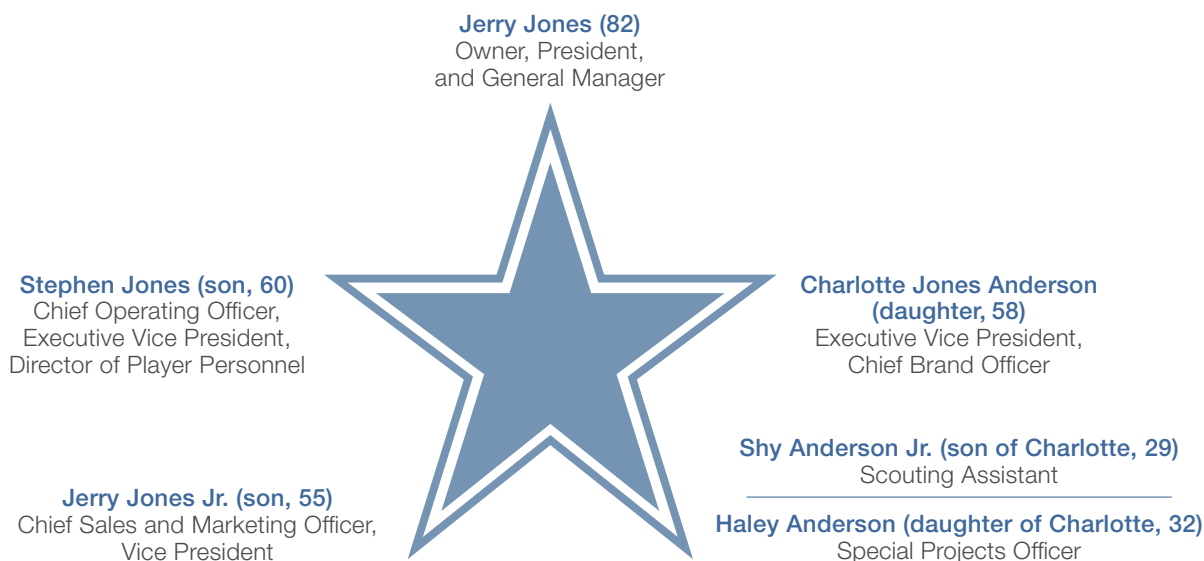 Jerry Jones (82)
Owner, President,
and General Manager
Stephen Jones (son, 60)
Chief Operating Officer,
Executive Vice President,
Director of Player Personnel
Charlotte Jones Anderson
(daughter, 58)
Executive Vice President,
Chief Brand Officer
Jerry Jones Jr. (son, 55)
Chief Sales and Marketing Officer,
Vice President
Shy Anderson Jr. (son of Charlotte, 29)
Scouting Assistant
Haley Anderson (daughter of Charlotte, 32)
Special Projects Officer